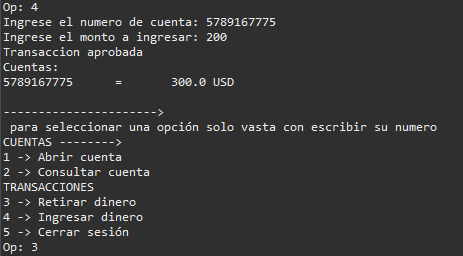 Op: 4
Ingrese el numero de cuenta: 5789167775
Ingrese el monto a ingresar: 200
Transaccion aprobada
Cuentas:
5789167775      =       300.0 USD
---------------------->
 para seleccionar una opción solo vasta con escribir su numero
CUENTAS -------->
1 -> Abrir cuenta
2 -> Consultar cuenta
TRANSACCIONES
3 -> Retirar dinero
4 -> Ingresar dinero
5 -> Cerrar sesión
Op: 3